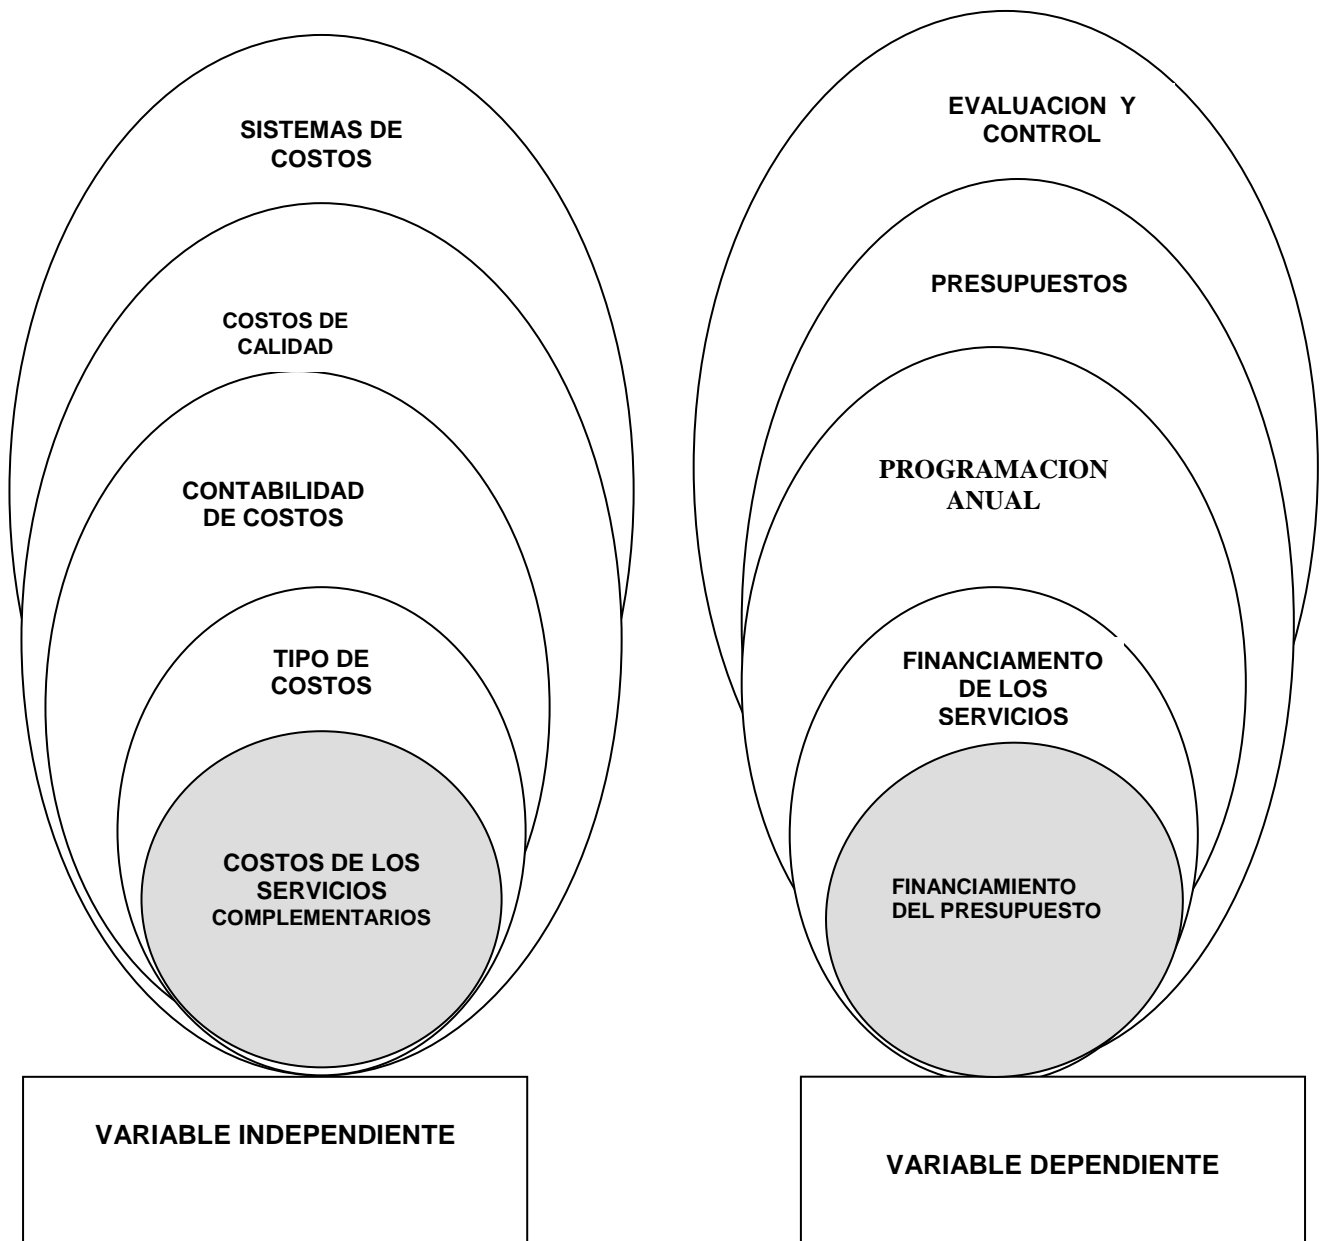 SISTEMAS DE
COSTOS
COSTOS DE
CALIDAD
CONTABILIDAD
DE COSTOS
TIPO DE
COSTOS
COSTOS DE LOS
SERVICIOS
COMPLEMENTARIOS
VARIABLE INDEPENDIENTE
EVALUACION Y
CONTROL
PRESUPUESTOS
PROGRAMACION
ANUAL
FINANCIAMENTO
DE LOS
SERVICIOS
FINANCIAMIENTO
DEL PRESUPUESTO
VARIABLE DEPENDIENTE